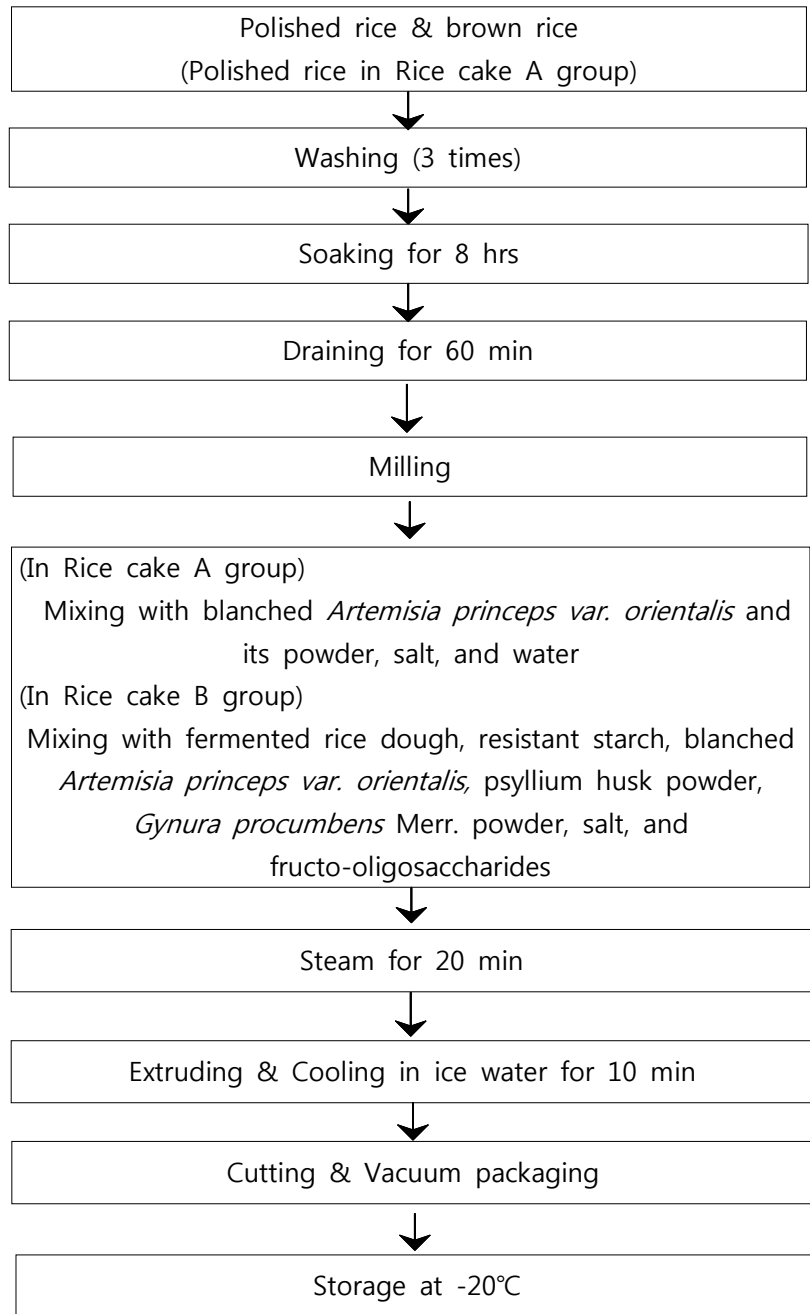 Polished rice & brown rice
(Polished rice in Rice cake A group)
Washing (3 times)
Soaking for 8 hrs
Draining for 60 min
Milling
(In Rice cake A group)
Mixing with blanched Artemisia princeps var. orientalis and
its powder, salt, and water
(In Rice cake B group)
Mixing with fermented rice dough, resistant starch, blanched
Artemisia princeps var. orientalis, psyllium husk powder,
Gynura procumbens Merr. powder, salt, and
fructo-oligosaccharides
Steam for 20 min
Extruding & Cooling in ice water for 10 min
Cutting & Vacuum packaging
Storage at -20℃